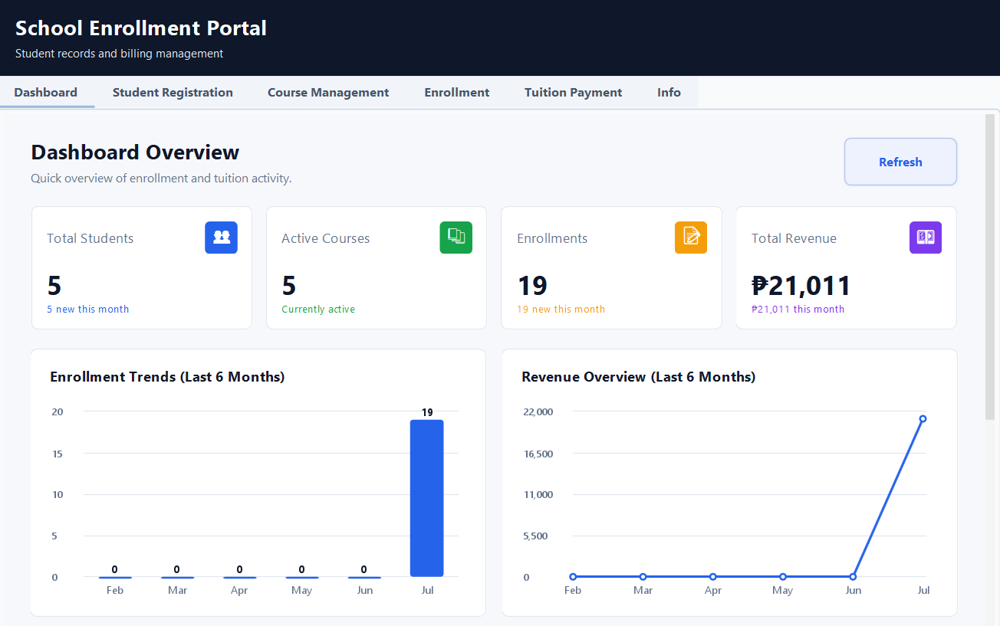 School Enrollment Portal
Student records and billing management
Dashboard Student Registration Course Management Enrollment Tuition Payment Info
Dashboard Overview
Quick overview of enrollment and tuition activity.
Refresh
Total Students
5
5 new this month
Active Courses
5
Currently active
Enrollments
19
19 new this month
Total Revenue
₱21,011
₱21,011 this month
Enrollment Trends (Last 6 Months)
20
15
10
5
0
0 0 0 0 0 19
Feb Mar Apr May Jun Jul
Revenue Overview (Last 6 Months)
22,000
16,500
11,000
5,500
0
Feb Mar Apr May Jun Jul